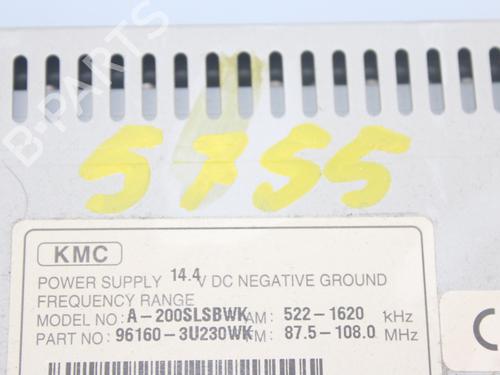 B-PARTS
5755
KMC
POWER SUPPLY 14.4 V DC NEGATIVE GROUND
FREQUENCY RANGE
MODEL NO: A-200SLSBWK AM: 522-1620 kHz
PART NO: 96160-3U230WK FM: 87.5-108.0 MHz